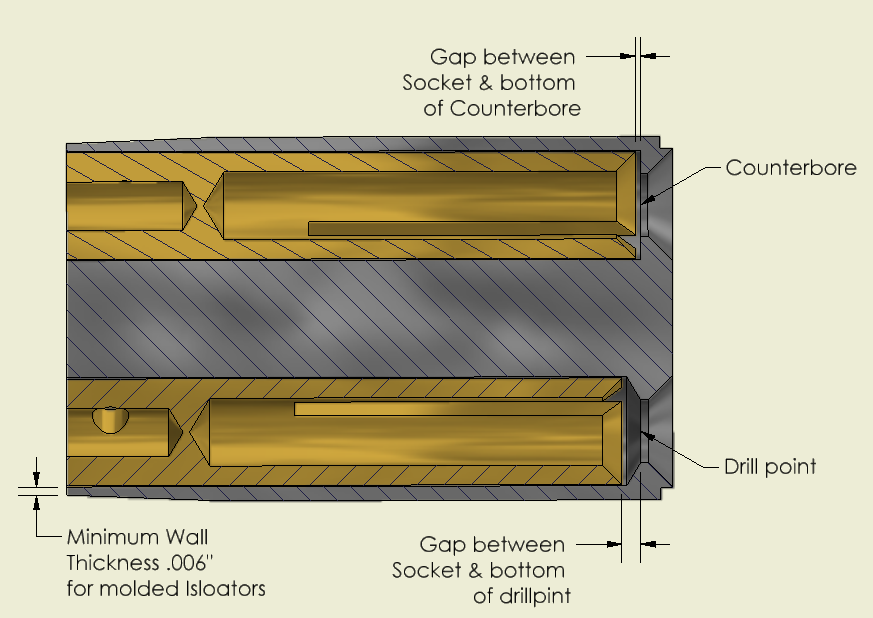 Gap between
Socket & bottom
of Counterbore
Counterbore
Drill point
Minimum Wall
Thickness .006"
for molded Isloators
Gap between
Socket & bottom
of drillpint